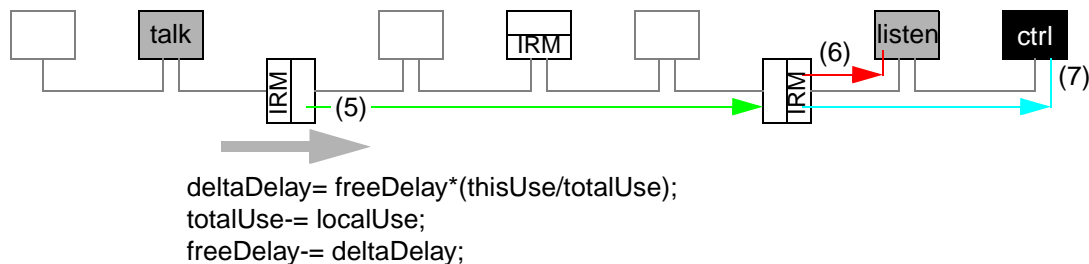 talk
IRM
listen
ctrl
(6)
(7)
IRM
(5)
IRM
deltaDelay= freeDelay*(thisUse/totalUse);
totalUse-= localUse;
freeDelay-= deltaDelay;